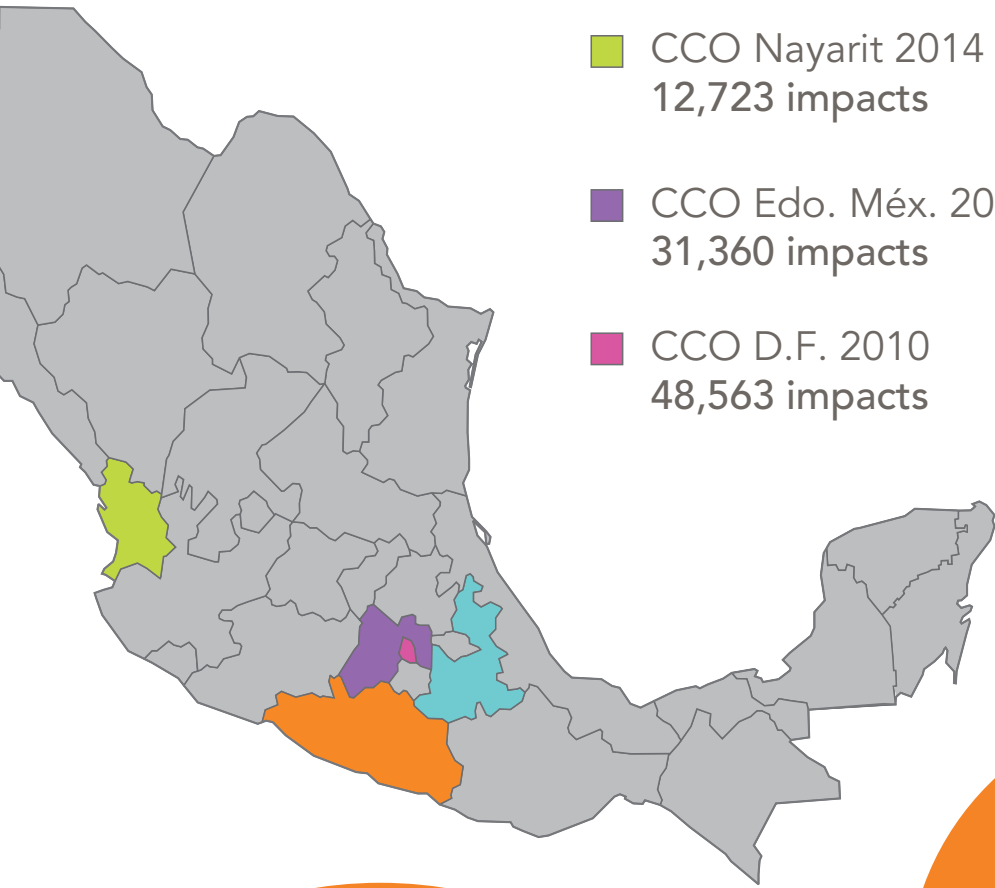 CCO Nayarit 2014
12,723 impacts
CCO Edo. Méx. 20
31,360 impacts
CCO D.F. 2010
48,563 impacts